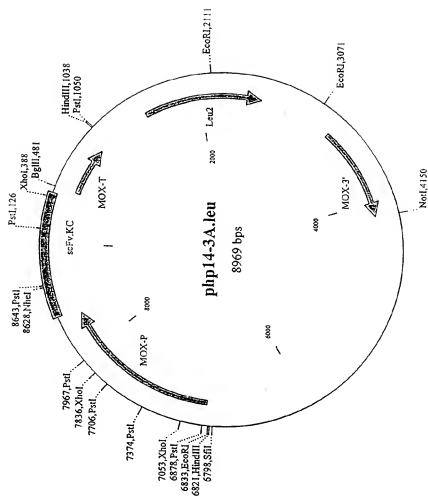 EcoRI,2111
HindIII,1038
PstI,1050
EcoRI,3071
XhoI,388
BglII,481
PstI,126
Leu2
2000
MOX-T
MOX-3'
NotI,4150
scFv.KC
4000
php14-3A.leu
8969 bps
8643,PstI
8628,NheI
8000
6000
MOX-P
7967,PstI
7836,XhoI
7706,PstI
7374,PstI
7053,XhoI
6878,PstI
6833,EcoRI
6821,HindIII
6798,SfiI